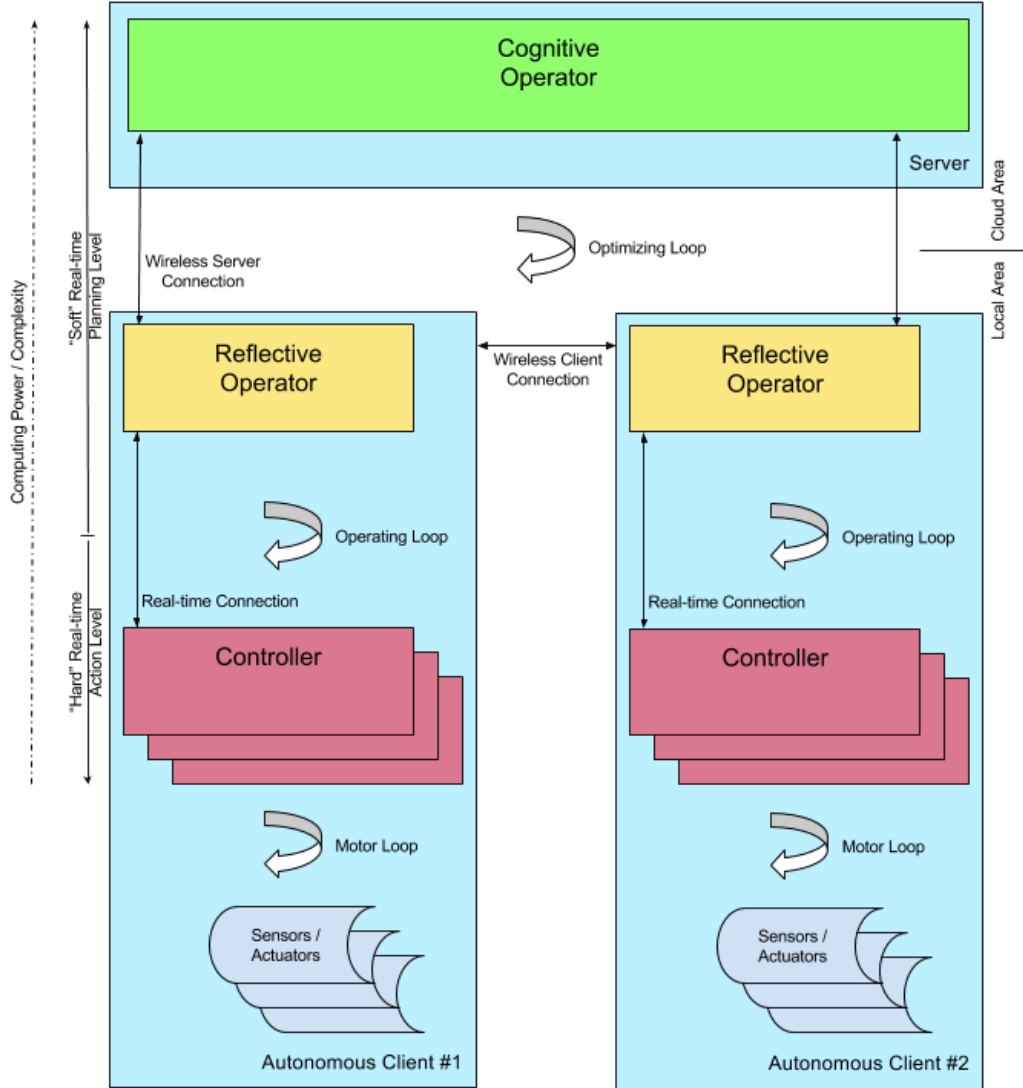 Cognitive
Operator
Server
Cloud Area
Local Area
Optimizing Loop
Wireless Server
Connection
Computing Power / Complexity
"Soft" Real-time
Planning Level
"Hard" Real-time
Action Level
Reflective
Operator
Wireless Client
Connection
Reflective
Operator
Operating Loop
Operating Loop
Real-time Connection
Real-time Connection
Controller
Controller
Motor Loop
Motor Loop
Sensors /
Actuators
Sensors /
Actuators
Autonomous Client #1
Autonomous Client #2